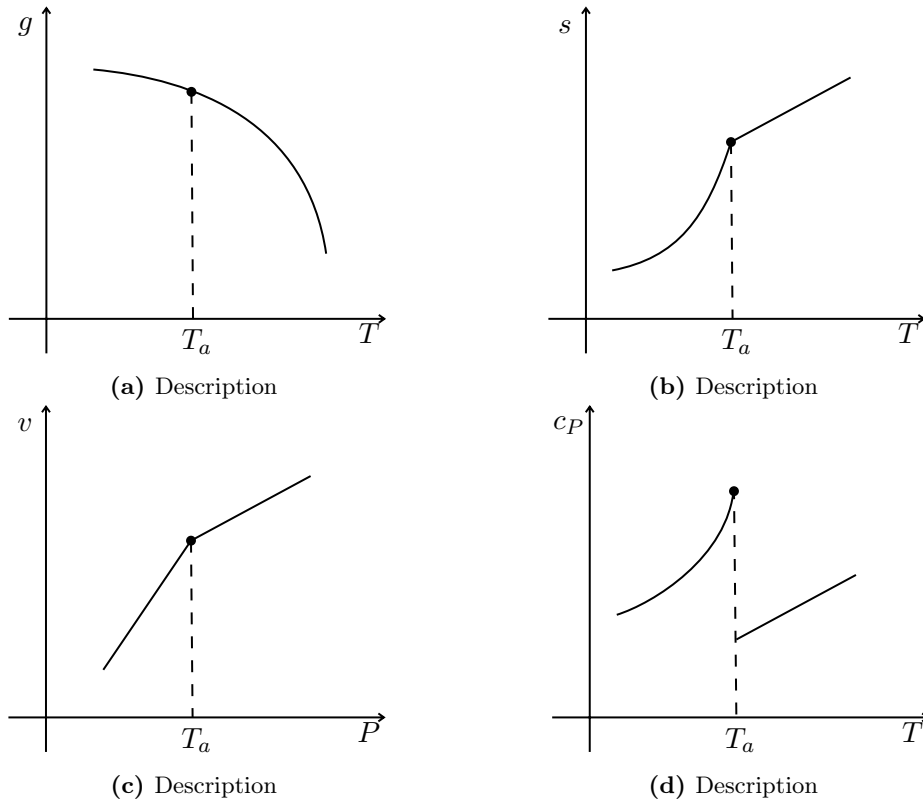 g
T
T_a
(a) Description
s
T
T_a
(b) Description
v
P
T_a
(c) Description
c_P
T
T_a
(d) Description